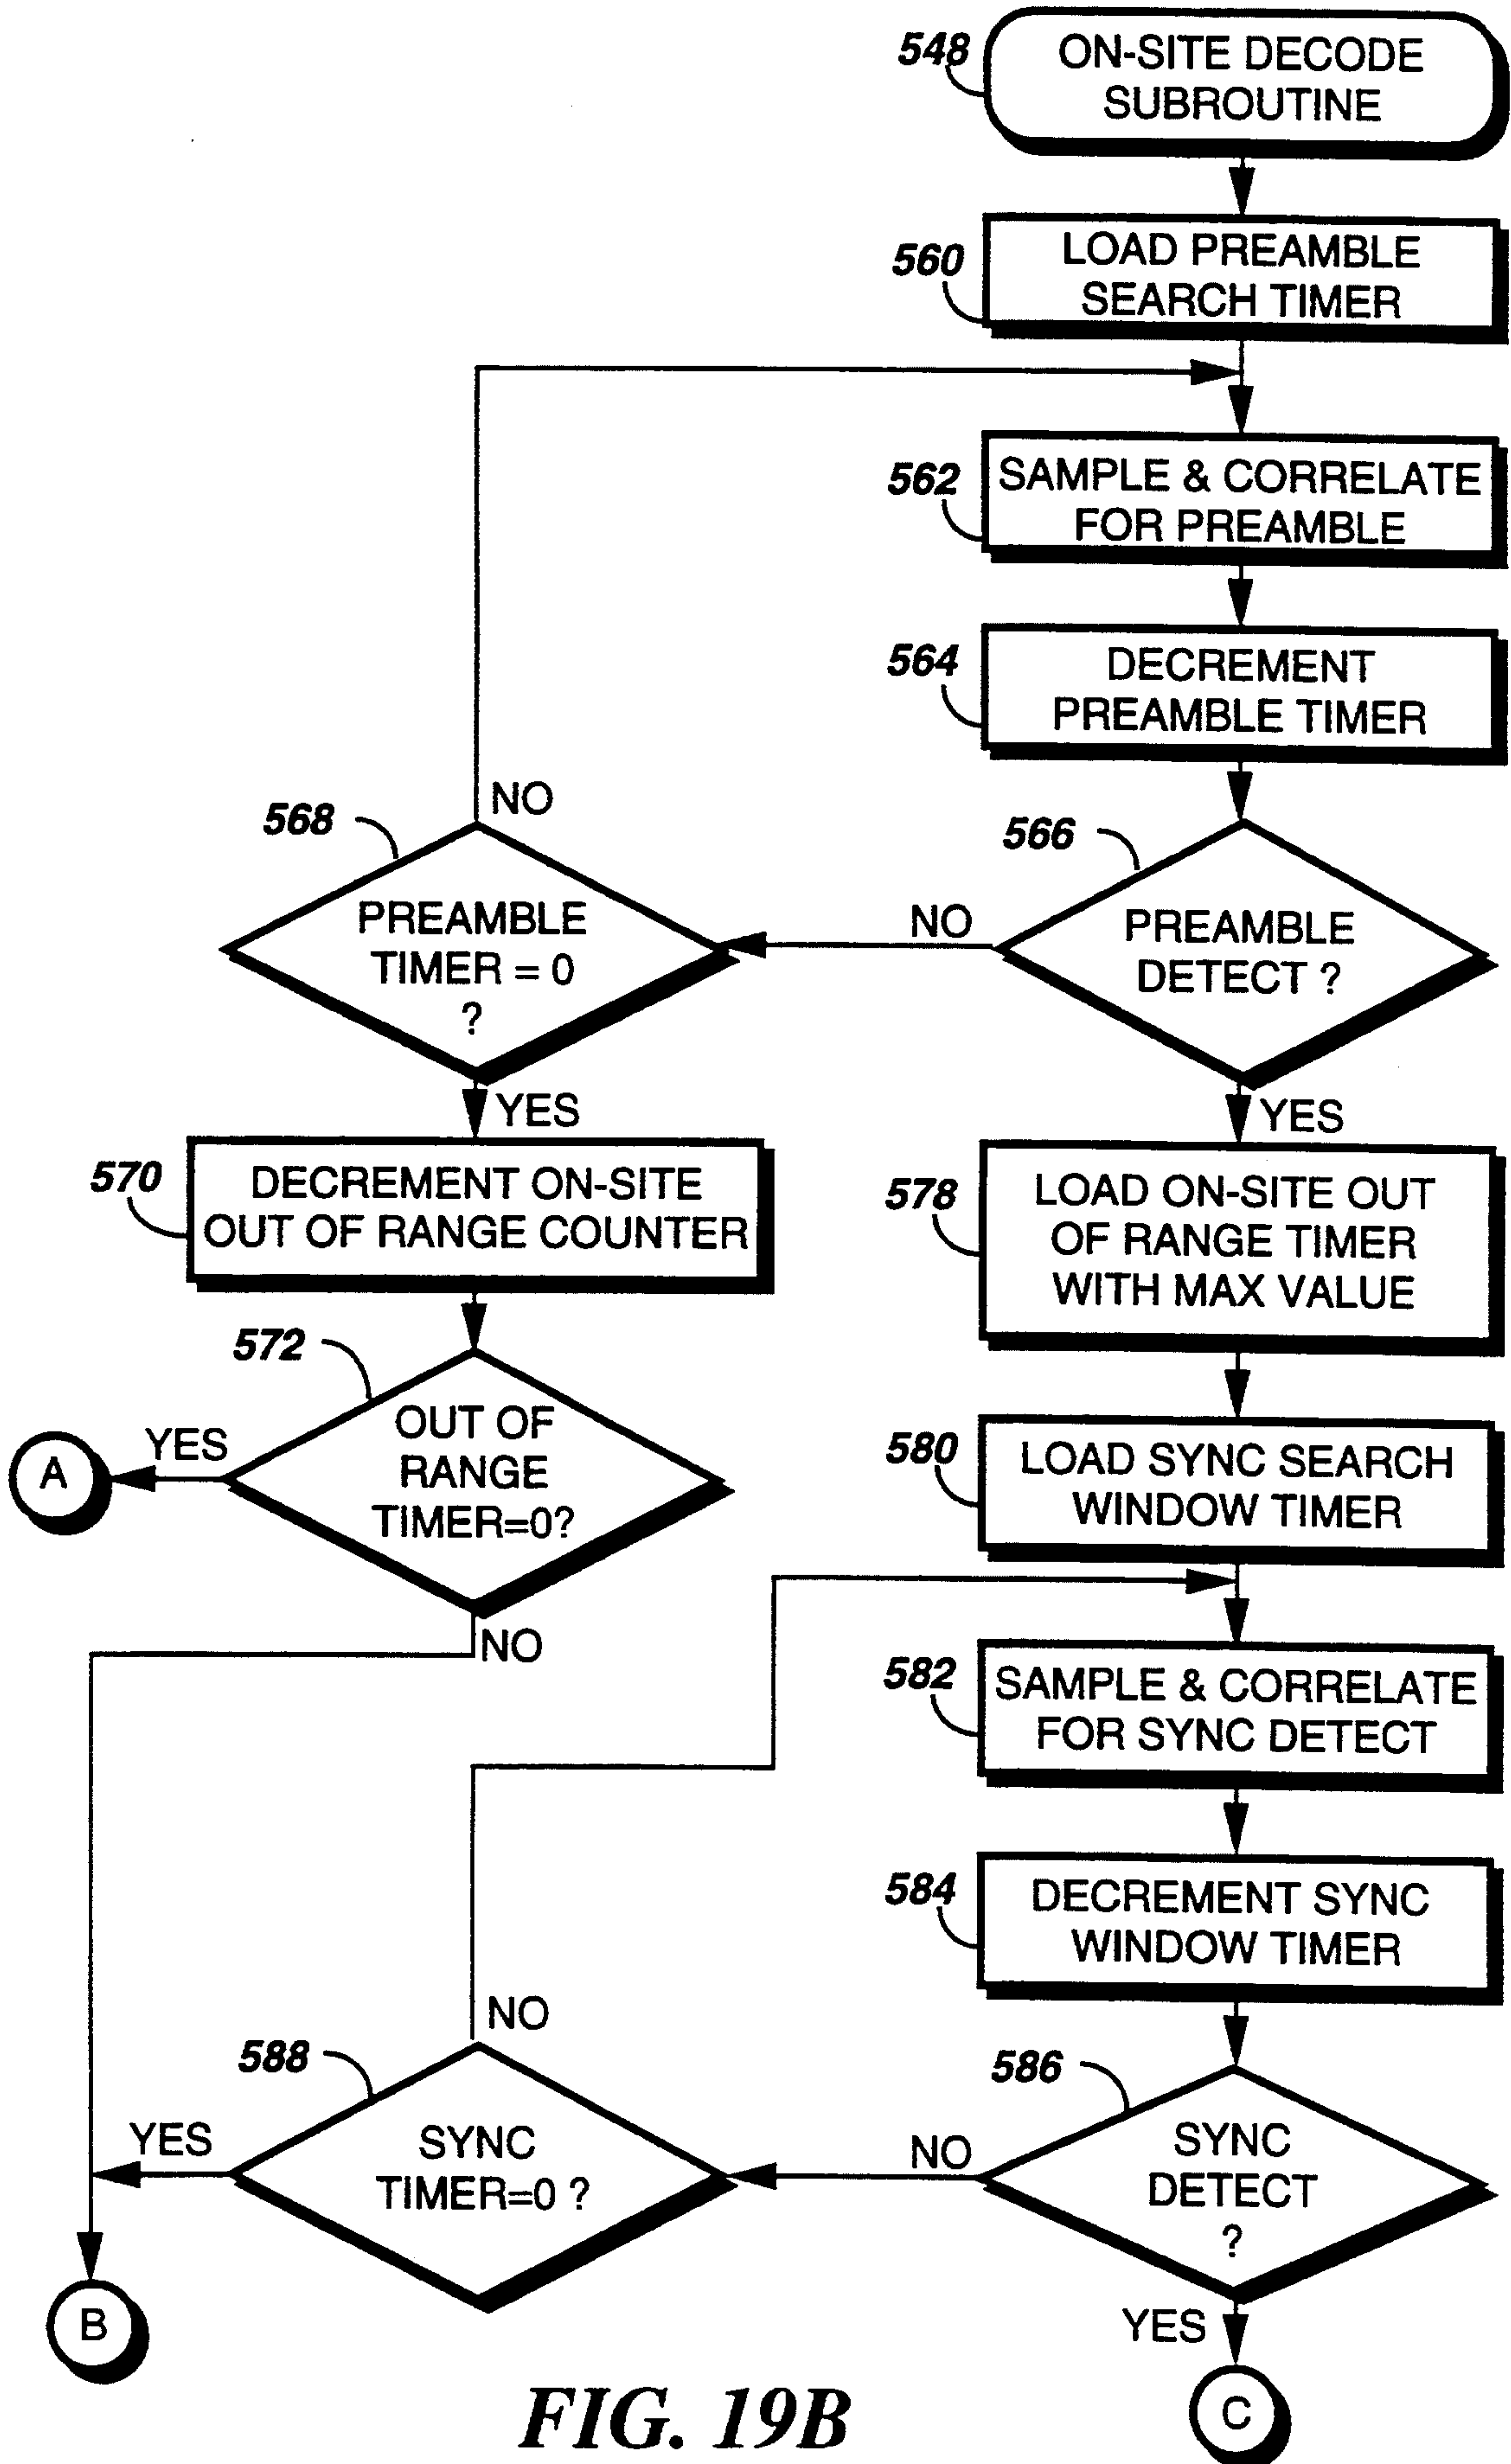 548
ON-SITE DECODE
SUBROUTINE
560
LOAD PREAMBLE
SEARCH TIMER
562
SAMPLE & CORRELATE
FOR PREAMBLE
564
DECREMENT
PREAMBLE TIMER
NO
568
PREAMBLE
TIMER = 0
?
NO
566
PREAMBLE
DETECT ?
YES
YES
570
DECREMENT ON-SITE
OUT OF RANGE COUNTER
578
LOAD ON-SITE OUT
OF RANGE TIMER
WITH MAX VALUE
572
OUT OF
RANGE
TIMER=0?
YES
A
NO
580
LOAD SYNC SEARCH
WINDOW TIMER
582
SAMPLE & CORRELATE
FOR SYNC DETECT
584
DECREMENT SYNC
WINDOW TIMER
NO
588
SYNC
TIMER=0 ?
YES
NO
586
SYNC
DETECT
?
B
YES
C
FIG. 19B